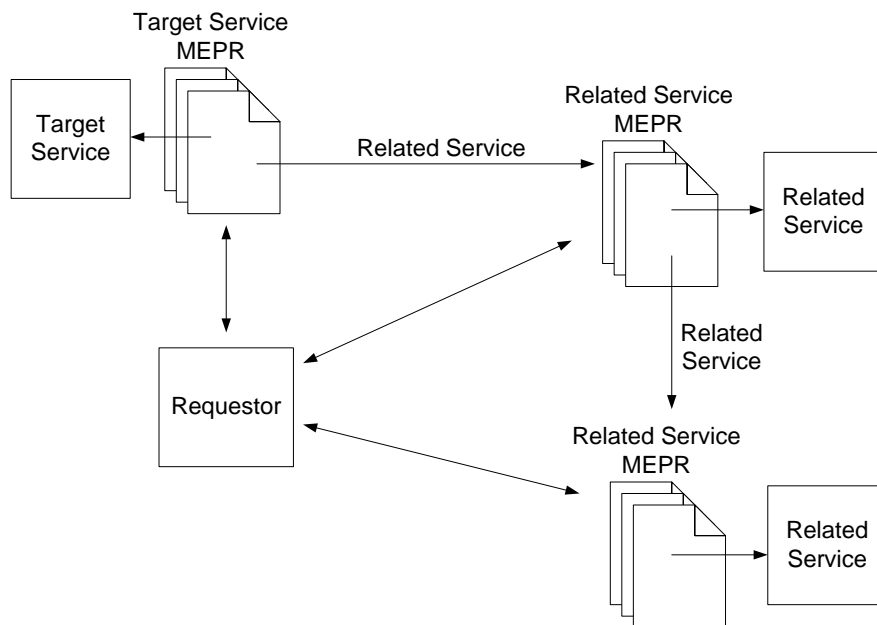 Target Service
MEPR
Target
Service
Related Service
Related Service
MEPR
Related
Service
Related
Service
Requestor
Related Service
MEPR
Related
Service